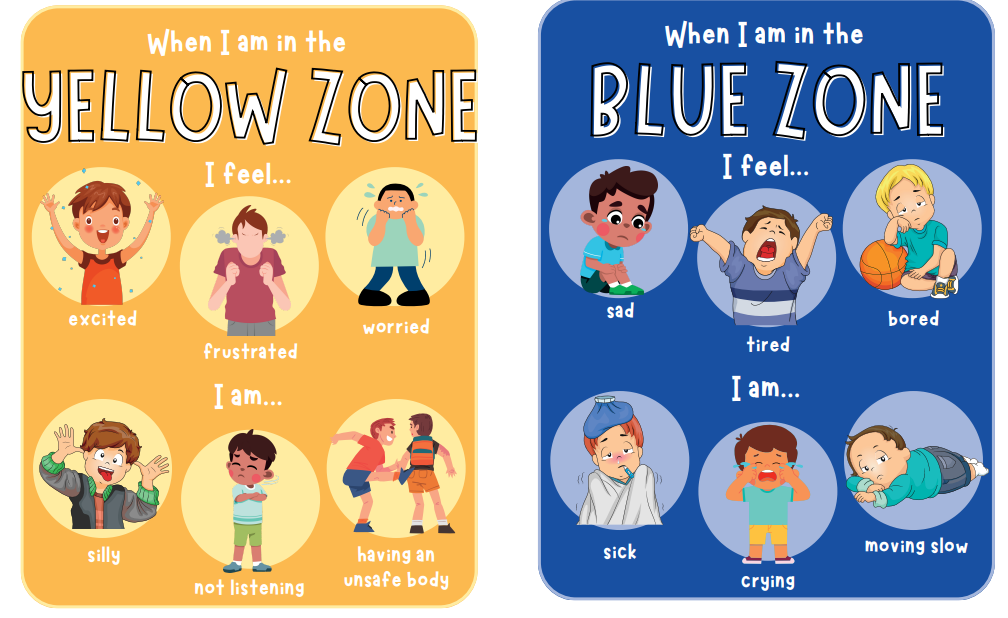 When I am in the
YELLOW ZONE
I feel...
excited
frustrated
worried
I am...
silly
not listening
having an
unsafe body
When I am in the
BLUE ZONE
I feel...
sad
tired
bored
I am...
sick
crying
moving slow